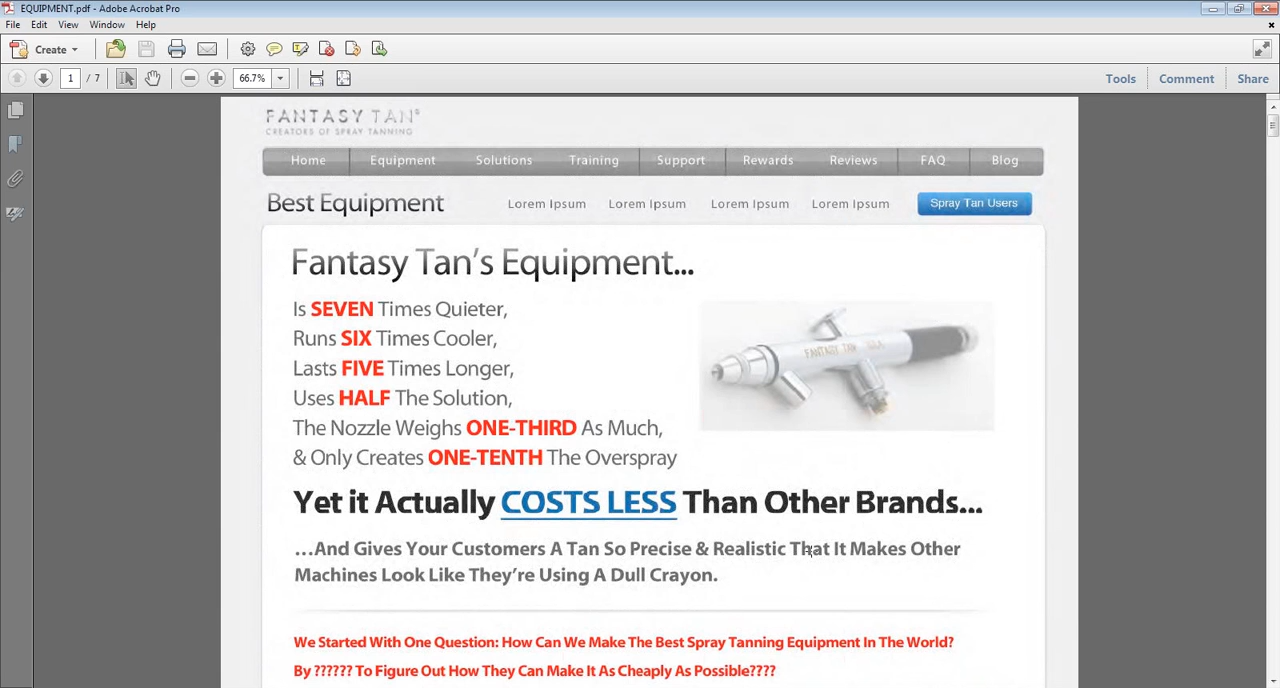 EQUIPMENT.pdf - Adobe Acrobat Pro
File Edit View Window Help
Create
1 / 7 66.7% Tools Comment Share
FANTASY TAN®
CREATORS OF SPRAY TANNING
Home Equipment Solutions Training Support Rewards Reviews FAQ Blog
Best Equipment Lorem Ipsum Lorem Ipsum Lorem Ipsum Lorem Ipsum Spray Tan Users
Fantasy Tan's Equipment...
Is SEVEN Times Quieter,
Runs SIX Times Cooler,
Lasts FIVE Times Longer,
Uses HALF The Solution,
The Nozzle Weighs ONE-THIRD As Much,
& Only Creates ONE-TENTH The Overspray
FANTASY TAN
Yet it Actually COSTS LESS Than Other Brands...
...And Gives Your Customers A Tan So Precise & Realistic That It Makes Other
Machines Look Like They're Using A Dull Crayon.
We Started With One Question: How Can We Make The Best Spray Tanning Equipment In The World?
By ?????? To Figure Out How They Can Make It As Cheaply As Possible????